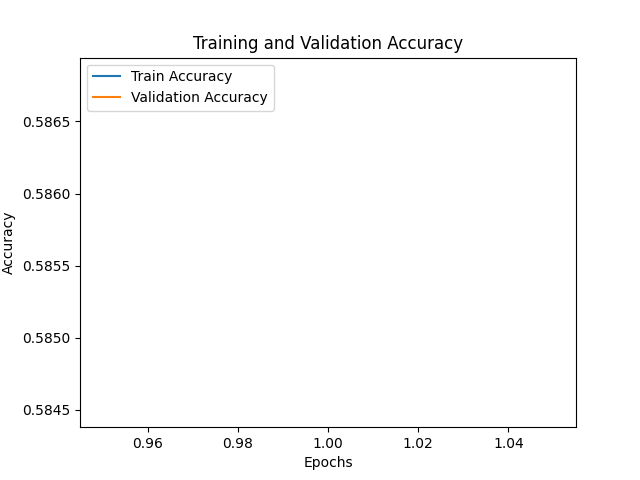 Training and Validation Accuracy
Train Accuracy
Validation Accuracy
0.5865
0.5860
0.5855
0.5850
0.5845
Accuracy
0.96
0.98
1.00
1.02
1.04
Epochs